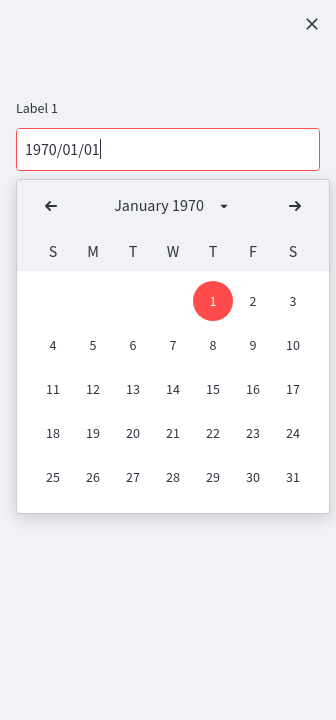 Label 1
1970/01/01
January 1970
S M T W T F S
1 2 3
4 5 6 7 8 9 10
11 12 13 14 15 16 17
18 19 20 21 22 23 24
25 26 27 28 29 30 31